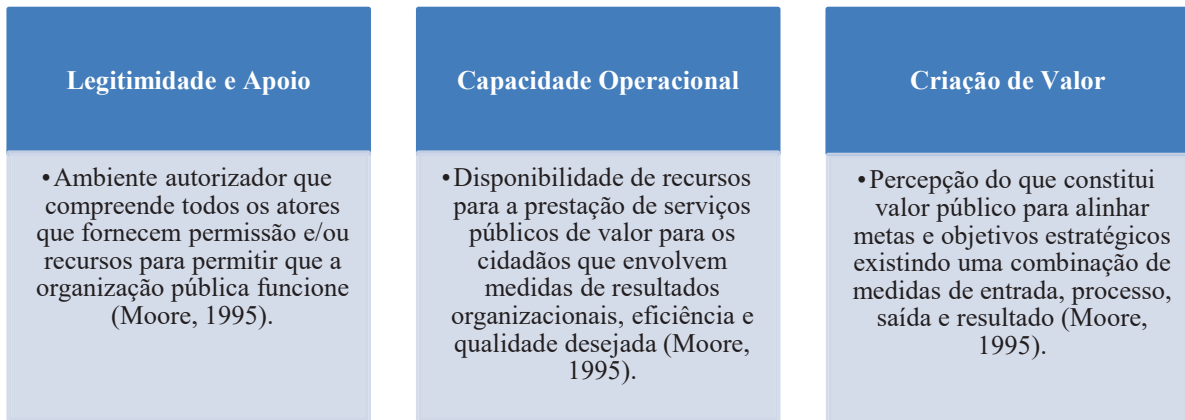 Legitimidade e Apoio
•Ambiente autorizador que
compreende todos os atores
que fornecem permissão e/ou
recursos para permitir que a
organização pública funcione
(Moore, 1995).
Capacidade Operacional
•Disponibilidade de recursos
para a prestação de serviços
públicos de valor para os
cidadãos que envolvem
medidas de resultados
organizacionais, eficiência e
qualidade desejada (Moore,
1995).
Criação de Valor
•Percepção do que constitui
valor público para alinhar
metas e objetivos estratégicos
existindo uma combinação de
medidas de entrada, processo,
saída e resultado (Moore,
1995).